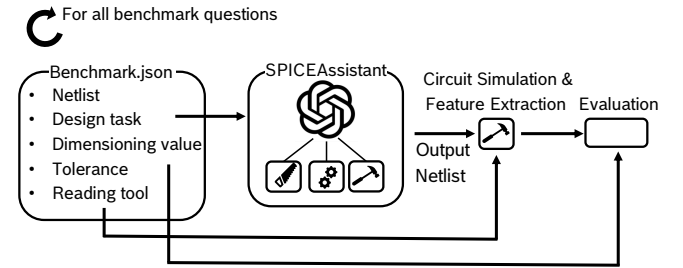 For all benchmark questions
Benchmark.json
• Netlist
• Design task
• Dimensioning value
• Tolerance
• Reading tool
SPICEAssistant
Output
Netlist
Circuit Simulation &
Feature Extraction
Evaluation